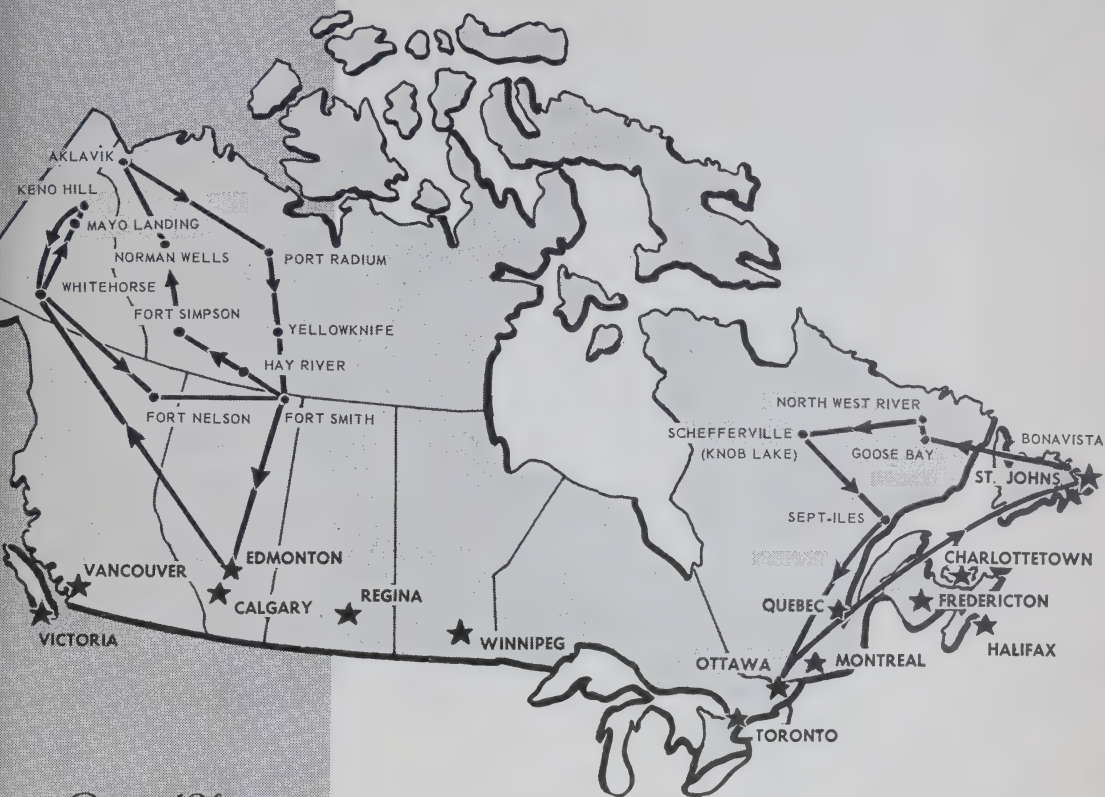 AKLAVIK
KENO HILL
MAYO LANDING
NORMAN WELLS
PORT RADIUM
WHITEHORSE
FORT SIMPSON
YELLOWKNIFE
HAY RIVER
FORT NELSON
FORT SMITH
NORTH WEST RIVER
SCHEFFERVILLE
(KNOB LAKE)
GOOSE BAY
BONAVISTA
ST. JOHNS
SEPT-ILES
EDMONTON
VANCOUVER
CALGARY
REGINA
CHARLOTTETOWN
QUEBEC
FREDERICTON
VICTORIA
WINNIPEG
HALIFAX
OTTAWA
MONTREAL
TORONTO